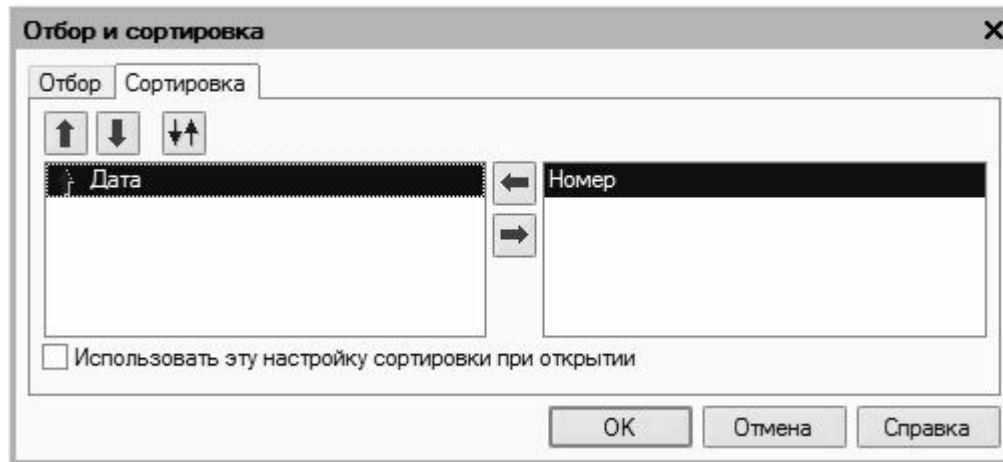 Отбор и сортировка
Отбор Сортировка
Дата
Номер
Использовать эту настройку сортировки при открытии
OK Отмена Справка